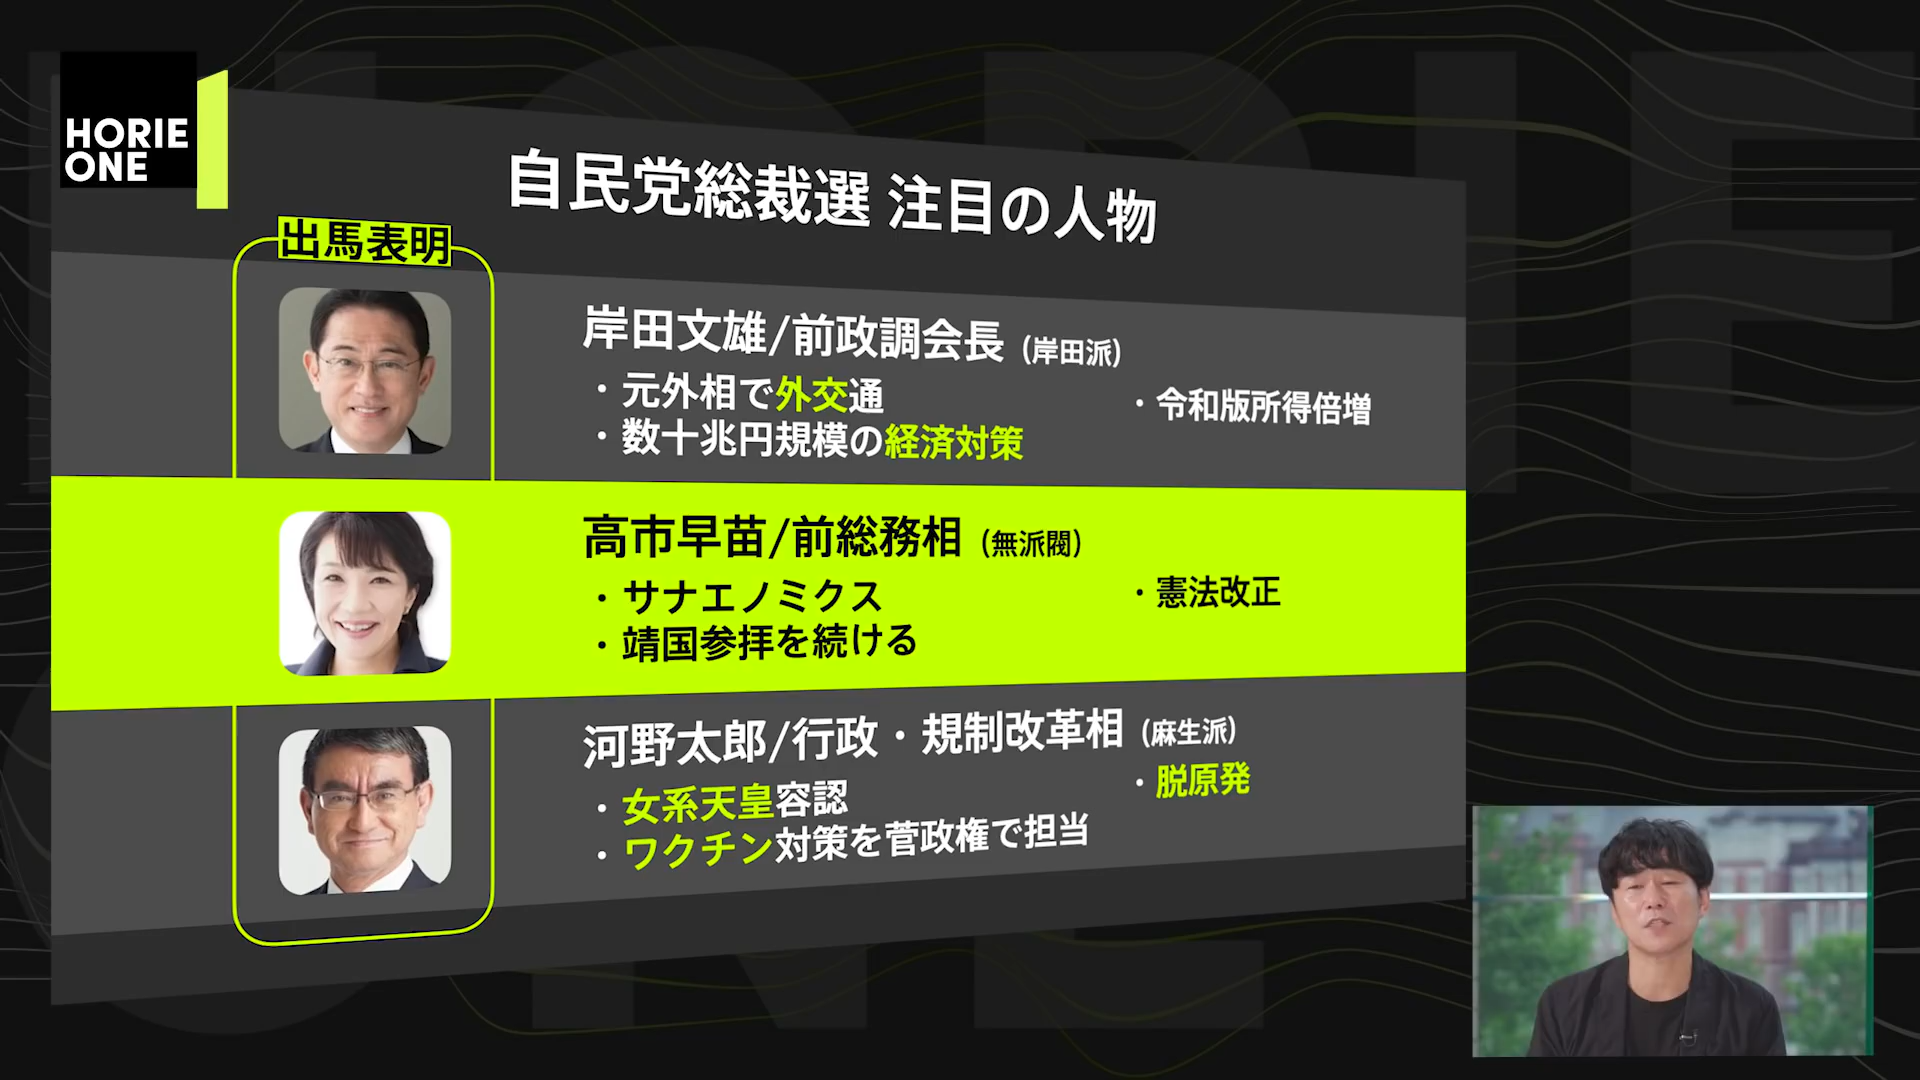 HORIE
ONE
自民党総裁選 注目の人物
出馬表明
岸田文雄/前政調会長 (岸田派)
・元外相で外交通
・令和版所得倍増
・数十兆円規模の経済対策
高市早苗/前総務相 (無派閥)
・サナエノミクス
・憲法改正
・靖国参拝を続ける
河野太郎/行政・規制改革相 (麻生派)
・女系天皇容認
・脱原発
・ワクチン対策を菅政権で担当